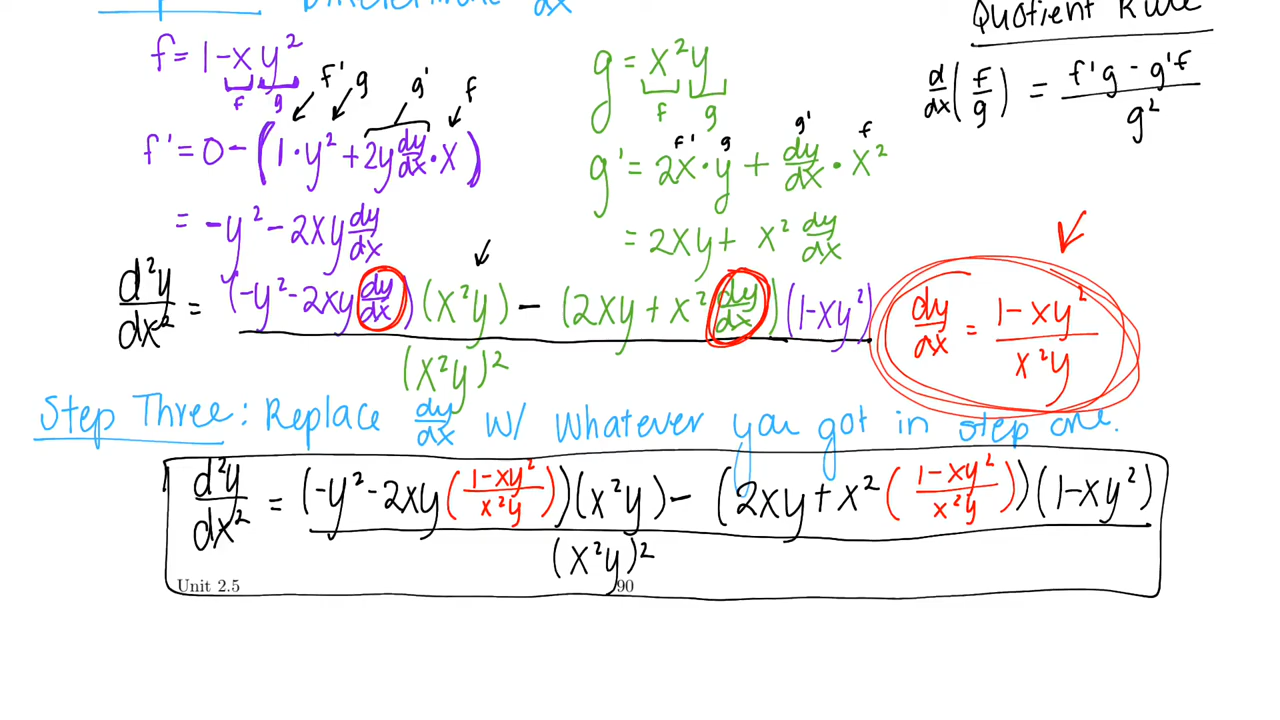 dx
Quotient Rule
f = 1-xy²
f g
f' g g' f
f' = 0 - (1·y² + 2y dy/dx · x)
= -y² - 2xy dy/dx
g = x²y
f g
f' g g' f
g' = 2x·y + dy/dx · x²
= 2xy + x² dy/dx
d/dx (f/g) = (f'g - g'f)/g²
d²y/dx² = ((-y²-2xy dy/dx)(x²y) - (2xy + x² dy/dx)(1-xy²))/(x²y)²
dy/dx = (1-xy²)/(x²y)
Step Three: Replace dy/dx w/ whatever you got in step one.
d²y/dx² = ((-y²-2xy((1-xy²)/(x²y)))(x²y) - (2xy+x²((1-xy²)/(x²y)))(1-xy²))/(x²y)²
Unit 2.5 90